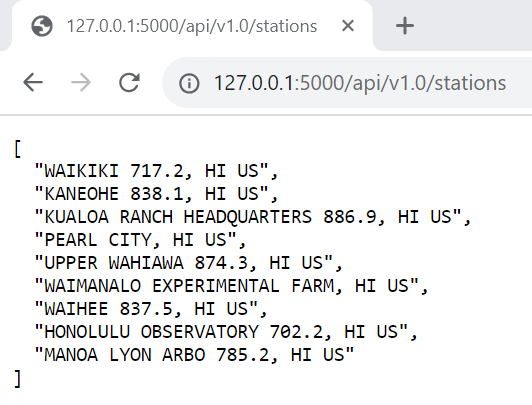 127.0.0.1:5000/api/v1.0/stations
127.0.0.1:5000/api/v1.0/stations
[
"WAIKIKI 717.2, HI US",
"KANEOHE 838.1, HI US",
"KUALOA RANCH HEADQUARTERS 886.9, HI US",
"PEARL CITY, HI US",
"UPPER WAHIAWA 874.3, HI US",
"WAIMANALO EXPERIMENTAL FARM, HI US",
"WAIHEE 837.5, HI US",
"HONOLULU OBSERVATORY 702.2, HI US",
"MANOA LYON ARBO 785.2, HI US"
]